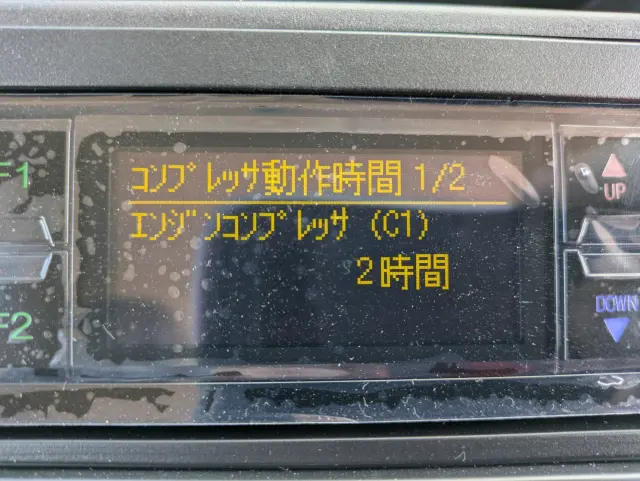 ｺﾝﾌﾟﾚｯｻ動作時間 1/2
ｴﾝｼﾞﾝｺﾝﾌﾟﾚｯｻ (C1)
2時間
F1
F2
UP
DOWN